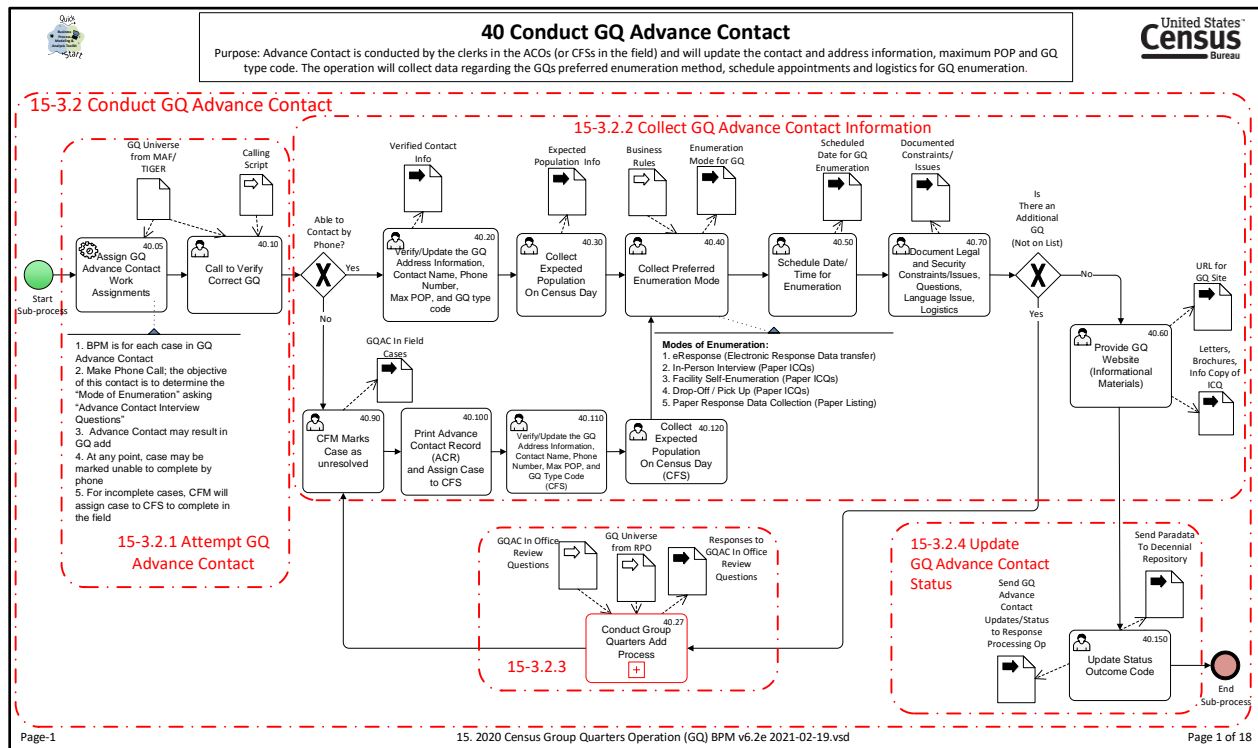 Quick
Business
Process
Modeling &
Analysis Toolkit
Start
40 Conduct GQ Advance Contact
Purpose: Advance Contact is conducted by the clerks in the ACOs (or CFSs in the field) and will update the contact and address information, maximum POP and GQ
type code. The operation will collect data regarding the GQs preferred enumeration method, schedule appointments and logistics for GQ enumeration.
United States™
Census
Bureau
15-3.2 Conduct GQ Advance Contact
15-3.2.2 Collect GQ Advance Contact Information
GQ Universe
from MAF/
TIGER
Calling
Script
Verified Contact
Info
Expected
Population Info
Business
Rules
Enumeration
Mode for GQ
Scheduled
Date for GQ
Enumeration
Documented
Constraints/
Issues
Is
There an
Additional
GQ
(Not on List)
Able to
Contact by
Phone?
Start
Sub-process
40.05
Assign GQ
Advance Contact
Work
Assignments
40.10
Call to Verify
Correct GQ
X
Yes
No
40.20
Verify/Update the GQ
Address Information,
Contact Name, Phone
Number,
Max POP, and GQ type
code
40.30
Collect
Expected
Population
On Census Day
40.40
Collect Preferred
Enumeration Mode
40.50
Schedule Date/
Time for
Enumeration
40.70
Document Legal
and Security
Constraints/Issues,
Questions,
Language Issue,
Logistics
X
No
Yes
URL for
GQ Site
40.60
Provide GQ
Website
(Informational
Materials)
Letters,
Brochures,
Info Copy of
ICQ
1. BPM is for each case in GQ
Advance Contact
2. Make Phone Call; the objective
of this contact is to determine the
“Mode of Enumeration” asking
“Advance Contact Interview
Questions”
3. Advance Contact may result in
GQ add
4. At any point, case may be
marked unable to complete by
phone
5. For incomplete cases, CFM will
assign case to CFS to complete in
the field
15-3.2.1 Attempt GQ
Advance Contact
GQAC In Field
Cases
Modes of Enumeration:
1. eResponse (Electronic Response Data transfer)
2. In-Person Interview (Paper ICQs)
3. Facility Self-Enumeration (Paper ICQs)
4. Drop-Off / Pick Up (Paper ICQs)
5. Paper Response Data Collection (Paper Listing)
40.90
CFM Marks
Case as
unresolved
40.100
Print Advance
Contact Record
(ACR)
and Assign Case
to CFS
40.110
Verify/Update the GQ
Address Information,
Contact Name, Phone
Number, Max POP, and
GQ Type Code
(CFS)
40.120
Collect
Expected
Population
On Census Day
(CFS)
GQAC In Office
Review
Questions
GQ Universe
from RPO
Responses to
GQAC In Office
Review
Questions
40.27
Conduct Group
Quarters Add
Process
+
15-3.2.3
15-3.2.4 Update
GQ Advance Contact
Status
Send Paradata
To Decennial
Repository
Send GQ
Advance
Contact
Updates/Status
to Response
Processing Op
40.150
Update Status
Outcome Code
End
Sub-process
Page-1
15. 2020 Census Group Quarters Operation (GQ) BPM v6.2e 2021-02-19.vsd
Page 1 of 18